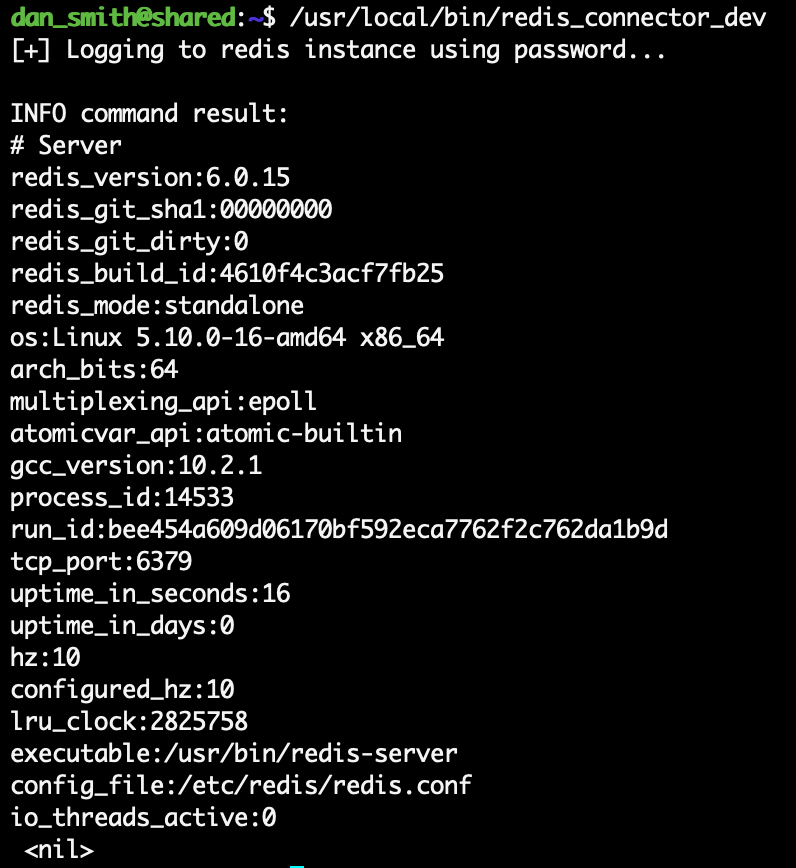 dan_smith@shared:~$ /usr/local/bin/redis_connector_dev
[+] Logging to redis instance using password...
INFO command result:
# Server
redis_version:6.0.15
redis_git_sha1:00000000
redis_git_dirty:0
redis_build_id:4610f4c3acf7fb25
redis_mode:standalone
os:Linux 5.10.0-16-amd64 x86_64
arch_bits:64
multiplexing_api:epoll
atomicvar_api:atomic-builtin
gcc_version:10.2.1
process_id:14533
run_id:bee454a609d06170bf592eca7762f2c762da1b9d
tcp_port:6379
uptime_in_seconds:16
uptime_in_days:0
hz:10
configured_hz:10
lru_clock:2825758
executable:/usr/bin/redis-server
config_file:/etc/redis/redis.conf
io_threads_active:0
<nil>